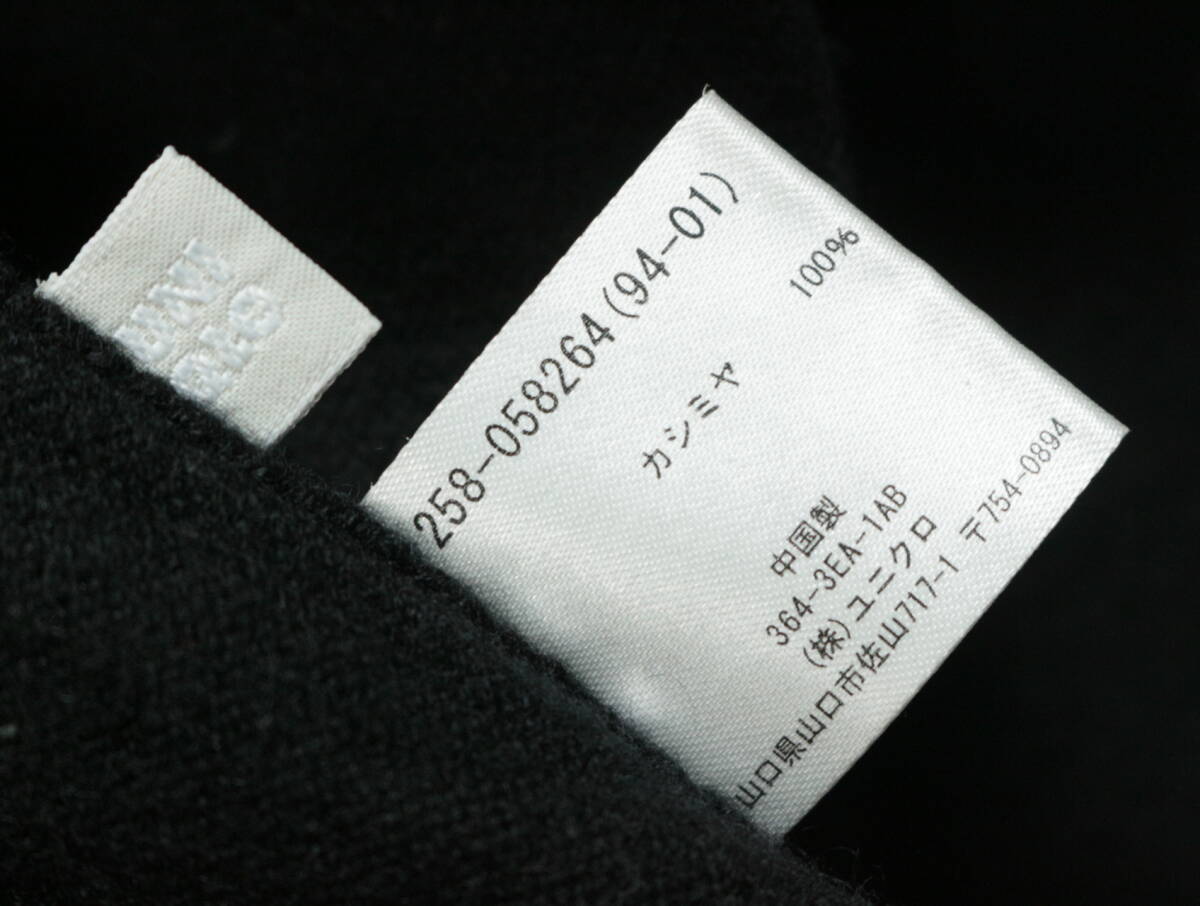 258-058264(94-01)
カシミヤ 100%
中国製
364-3EA-1AB
(株)ユニクロ
山口県山口市佐山717-1 〒754-0894